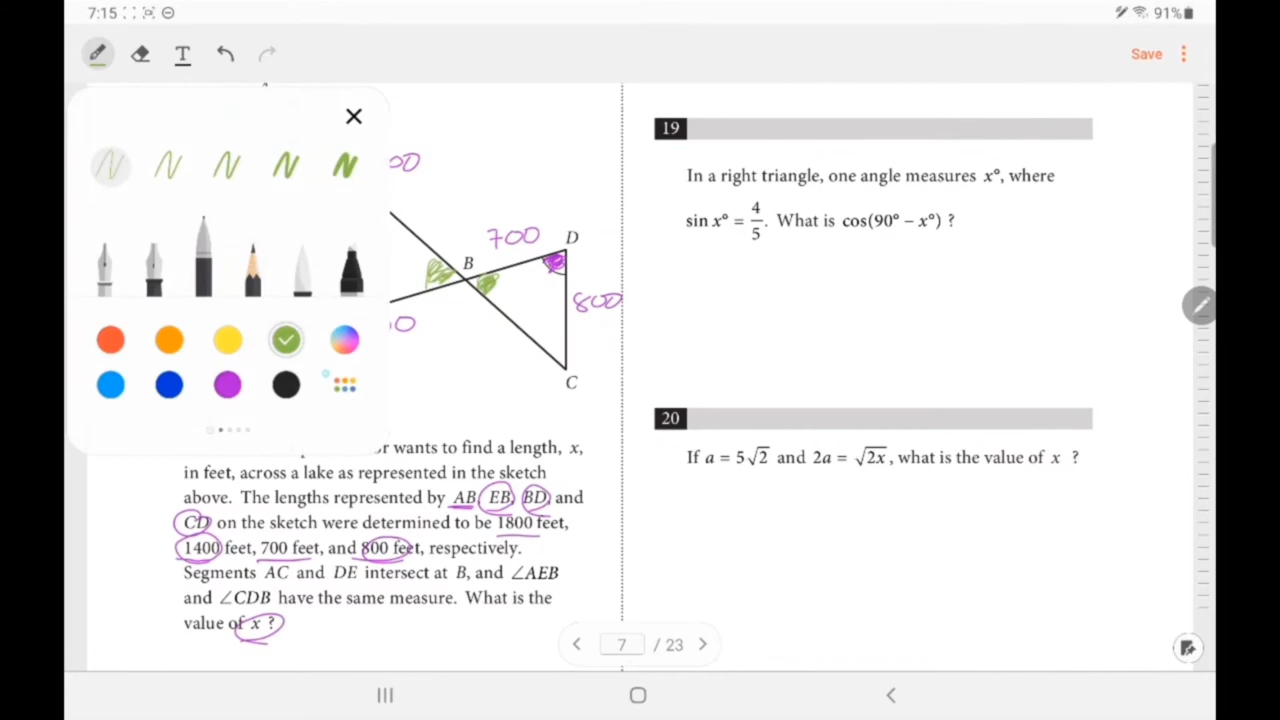 7:15
91%
Save
00
700
D
B
800
0
C
r wants to find a length, x,
in feet, across a lake as represented in the sketch
above. The lengths represented by AB, EB, BD, and
CD on the sketch were determined to be 1800 feet,
1400 feet, 700 feet, and 800 feet, respectively.
Segments AC and DE intersect at B, and ∠AEB
and ∠CDB have the same measure. What is the
value of x ?
19
In a right triangle, one angle measures x°, where
sin x° = 4/5. What is cos(90° − x°) ?
20
If a = 5√2 and 2a = √2x, what is the value of x ?
7 / 23